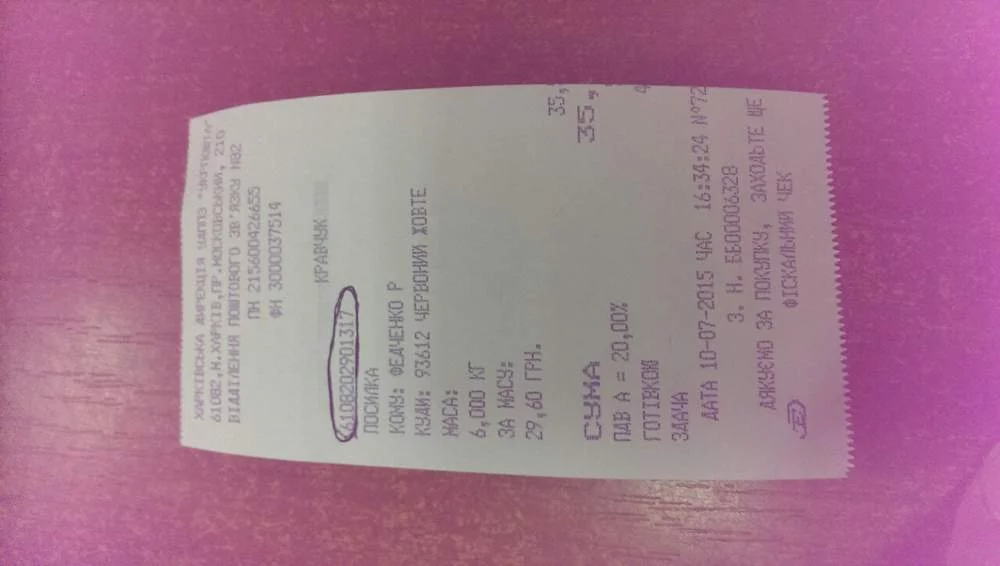 ХАРКІВСЬКА ДИРЕКЦІЯ УДППЗ "УКРПОШТА"
61082,М.ХАРКІВ,ПР.МОСКОВСЬКИЙ, 210
ВІДДІЛЕННЯ ПОШТОВОГО ЗВ'ЯЗКУ №82
ПН 215600426655
ФН 3000037514
КРАВЧУК
6108202901317
ПОСИЛКА
КОМУ: ФЕДЧЕНКО Р
КУДИ: 93612 ЧЕРВОНИЙ ЖОВТЕ
МАСА:
6,000 КГ
ЗА МАСУ:
29,60 ГРН. 35,
СУМА 35,
ПДВ А = 20,00%
ГОТІВКОЮ 4
ЗДАЧА
ДАТА 10-07-2015 ЧАС 16:34:24 №72
З. Н. ББ00006328
ДЯКУЄМО ЗА ПОКУПКУ, ЗАХОДЬТЕ ЩЕ
ФІСКАЛЬНИЙ ЧЕК